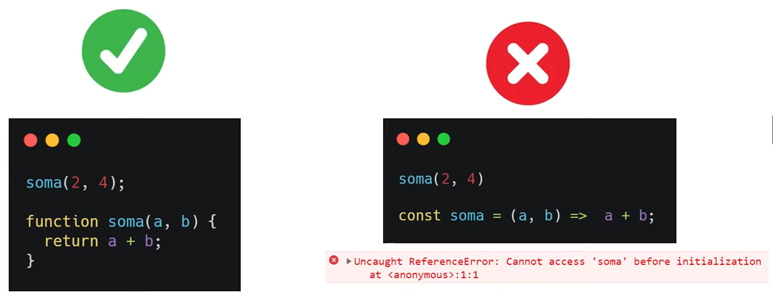 soma(2, 4);
function soma(a, b) {
return a + b;
}
soma(2, 4)
const soma = (a, b) => a + b;
Uncaught ReferenceError: Cannot access 'soma' before initialization
at <anonymous>:1:1